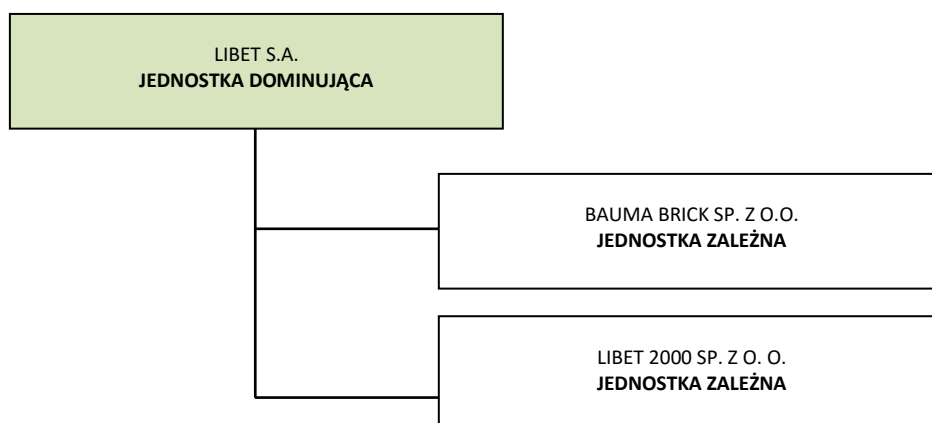 LIBET S.A.
JEDNOSTKA DOMINUJĄCA
BAUMA BRICK SP. Z O.O.
JEDNOSTKA ZALEŻNA
LIBET 2000 SP. Z O. O.
JEDNOSTKA ZALEŻNA